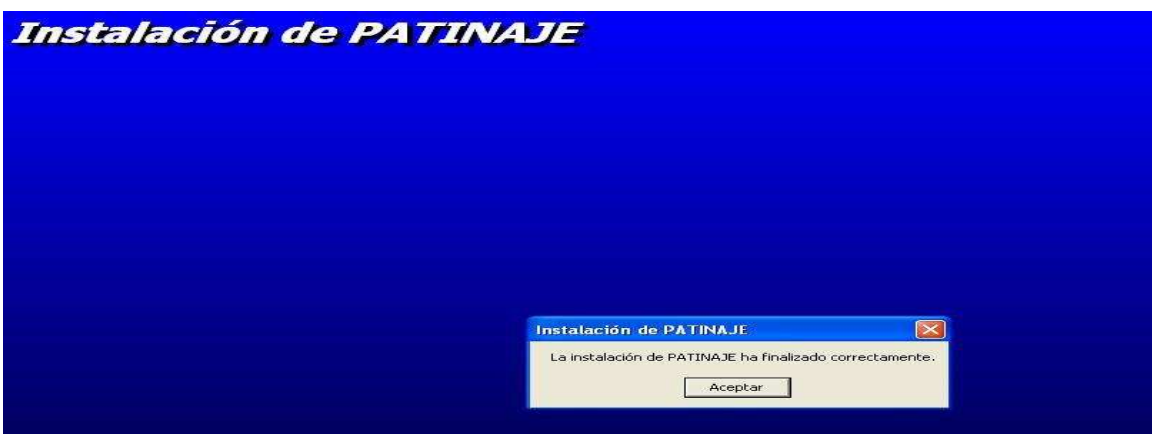 Instalación de PATINAJE
Instalación de PATINAJE
La instalación de PATINAJE ha finalizado correctamente.
Aceptar